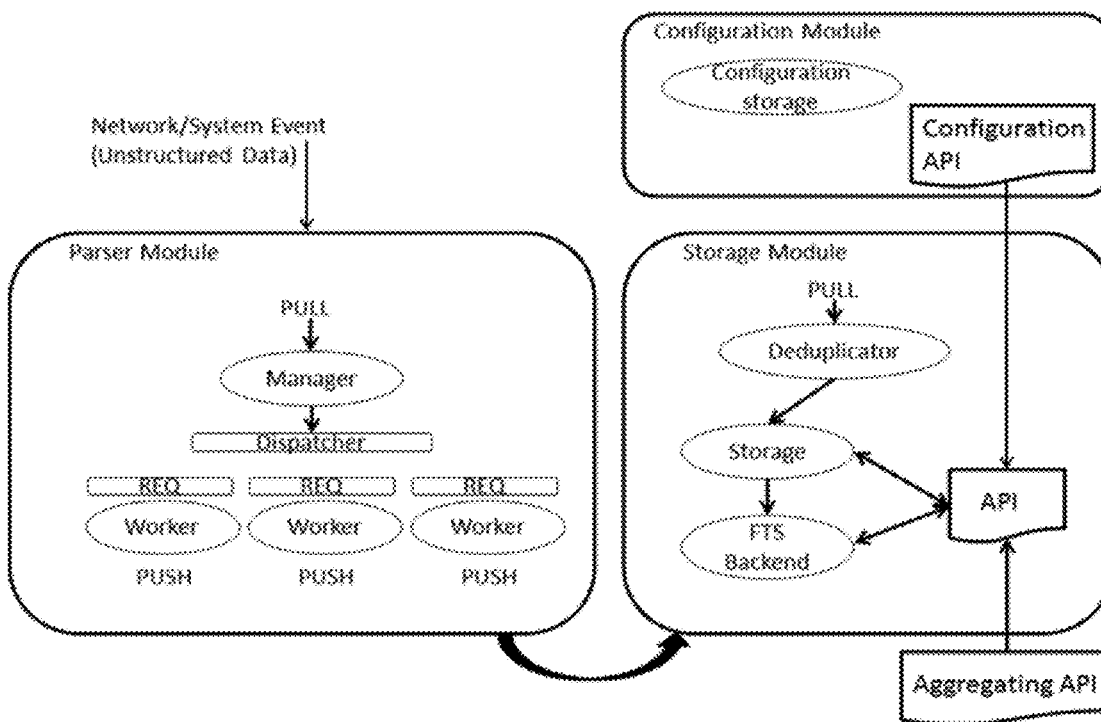 Configuration Module
Configuration
storage
Configuration
API
Network/System Event
(Unstructured Data)
Parser Module
PULL
Manager
Dispatcher
REQ
REQ
REQ
Worker
Worker
Worker
PUSH
PUSH
PUSH
Storage Module
PULL
Deduplicator
Storage
FTS
Backend
API
Aggregating API